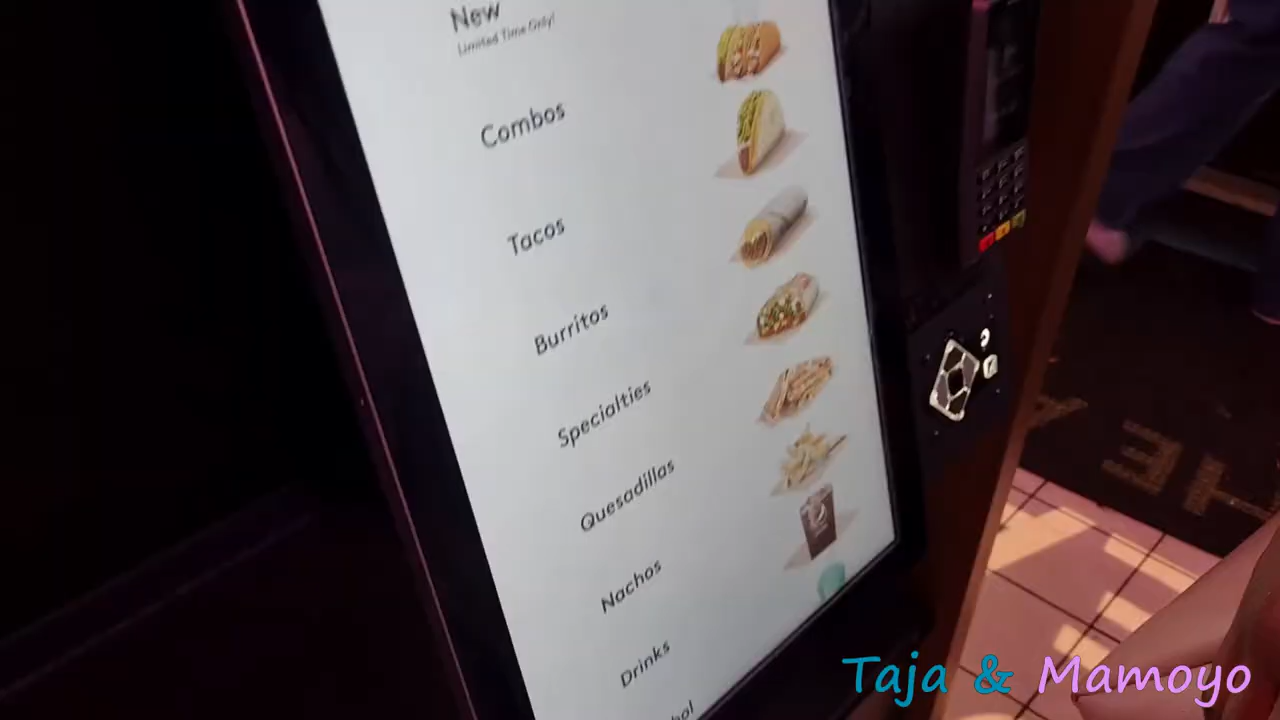 New
Limited Time Only!
Combos
Tacos
Burritos
Specialties
Quesadillas
Nachos
Drinks
Taja & Mamoyo